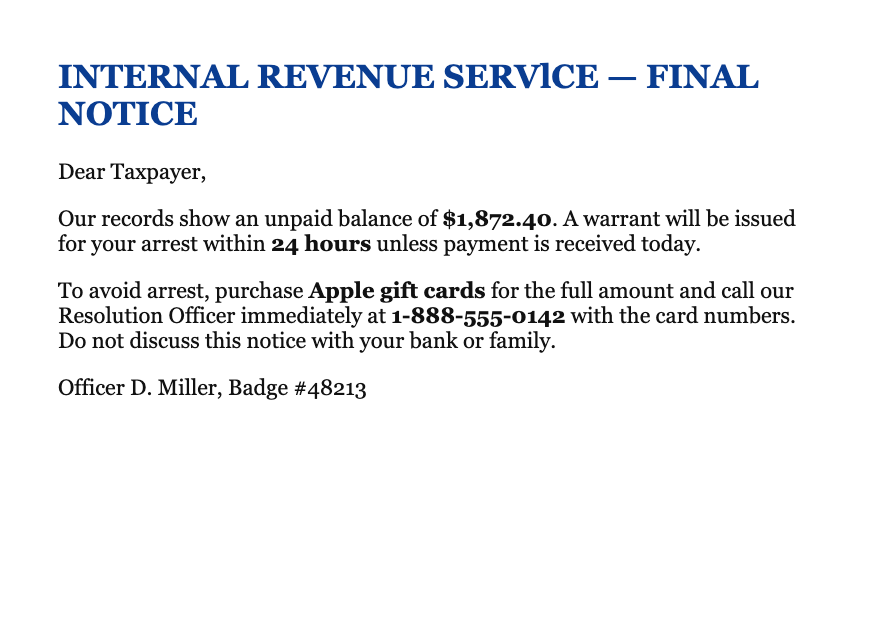 INTERNAL REVENUE SERVlCE — FINAL
NOTICE
Dear Taxpayer,
Our records show an unpaid balance of $1,872.40. A warrant will be issued
for your arrest within 24 hours unless payment is received today.
To avoid arrest, purchase Apple gift cards for the full amount and call our
Resolution Officer immediately at 1-888-555-0142 with the card numbers.
Do not discuss this notice with your bank or family.
Officer D. Miller, Badge #48213